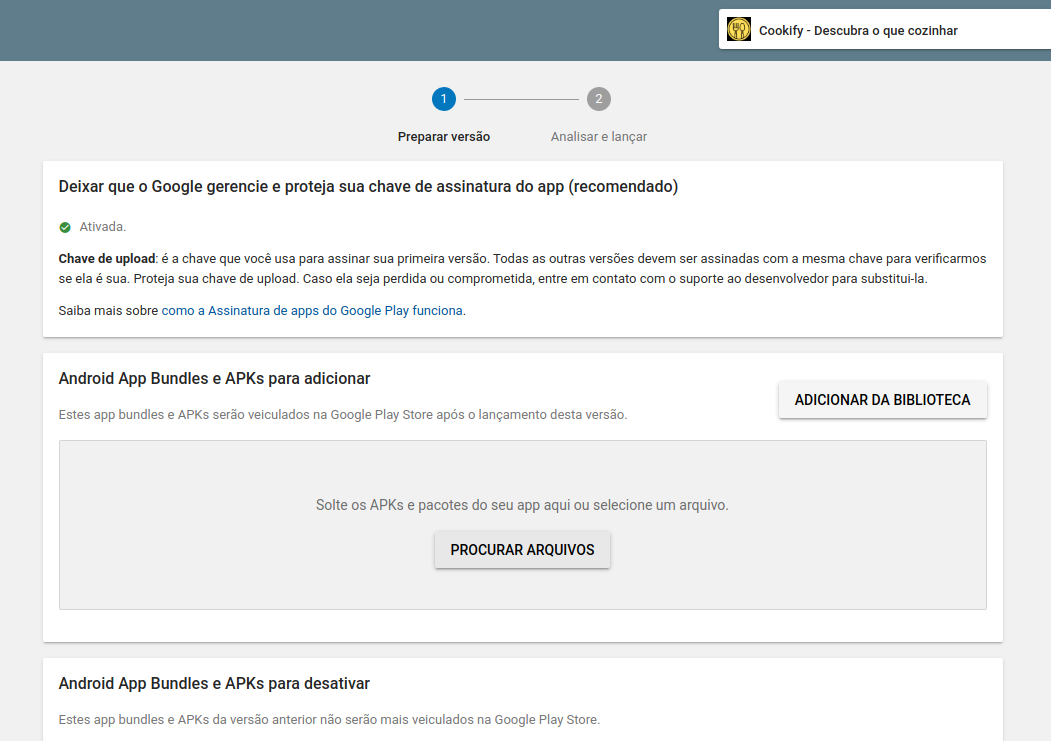 Cookify - Descubra o que cozinhar
1
2
Preparar versão
Analisar e lançar
Deixar que o Google gerencie e proteja sua chave de assinatura do app (recomendado)
Ativada.
Chave de upload: é a chave que você usa para assinar sua primeira versão. Todas as outras versões devem ser assinadas com a mesma chave para verificarmos
se ela é sua. Proteja sua chave de upload. Caso ela seja perdida ou comprometida, entre em contato com o suporte ao desenvolvedor para substitui-la.
Saiba mais sobre como a Assinatura de apps do Google Play funciona.
Android App Bundles e APKs para adicionar
ADICIONAR DA BIBLIOTECA
Estes app bundles e APKs serão veiculados na Google Play Store após o lançamento desta versão.
Solte os APKs e pacotes do seu app aqui ou selecione um arquivo.
PROCURAR ARQUIVOS
Android App Bundles e APKs para desativar
Estes app bundles e APKs da versão anterior não serão mais veiculados na Google Play Store.